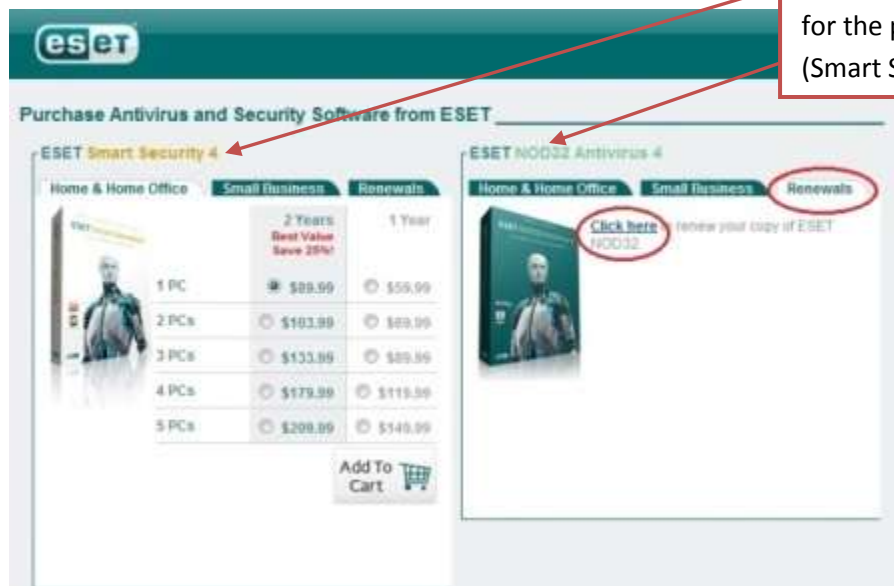 for the p
(Smart S
eset
Purchase Antivirus and Security Software from ESET
ESET Smart Security 4
Home & Home Office Small Business Renewals
2 Years 1 Year
Best Value
Save 25%!
1 PC $89.99 $59.99
2 PCs $103.99 $69.99
3 PCs $133.99 $89.99
4 PCs $179.99 $119.99
5 PCs $209.99 $149.99
Add To
Cart
ESET NOD32 Antivirus 4
Home & Home Office Small Business Renewals
Click here to renew your copy of ESET
NOD32.